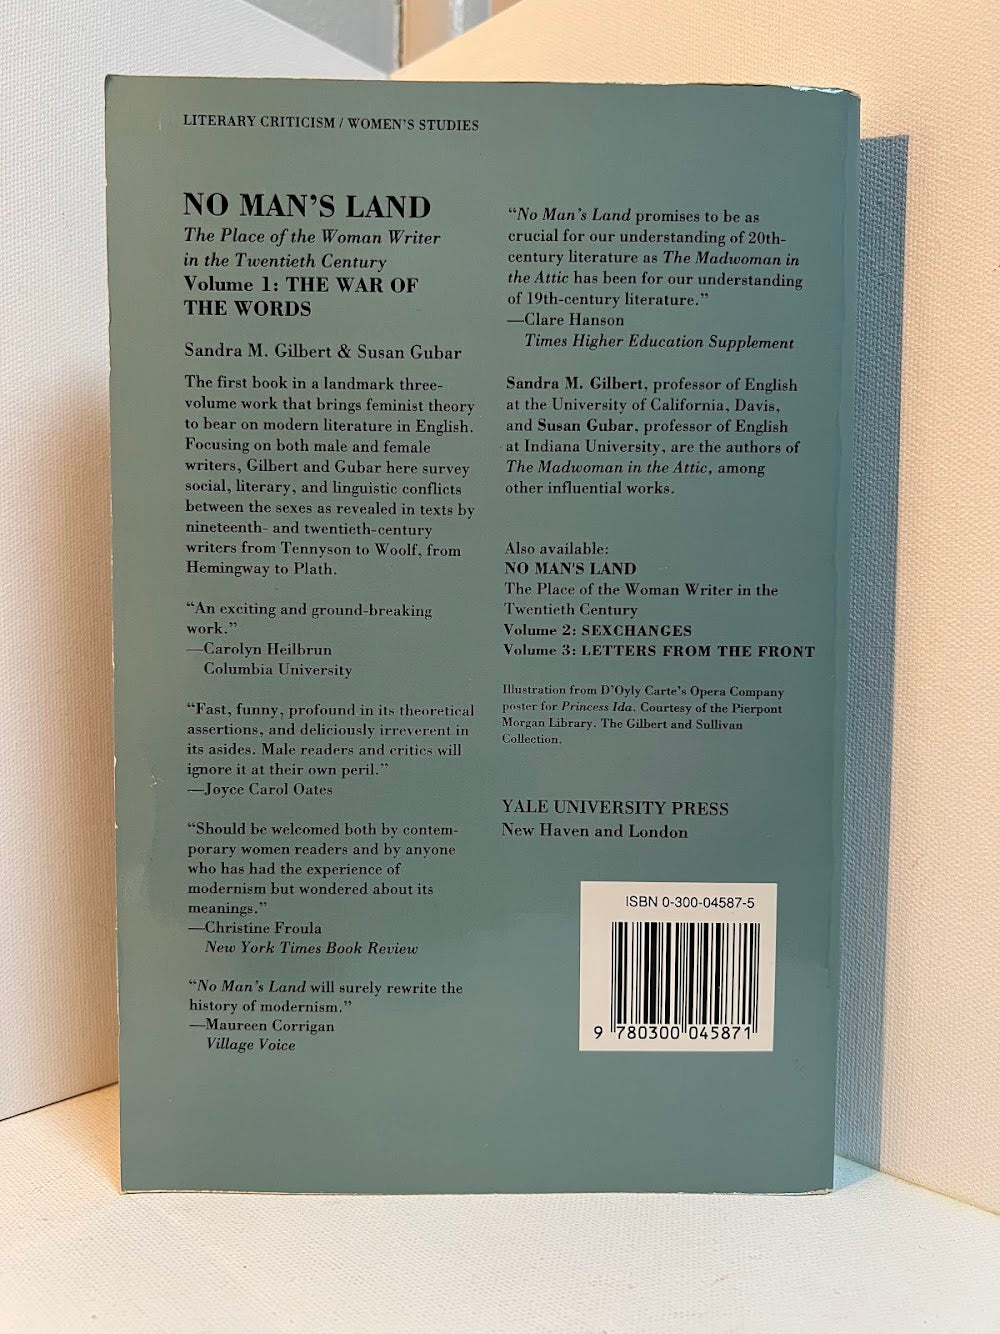 LITERARY CRITICISM / WOMEN'S STUDIES
NO MAN'S LAND
The Place of the Woman Writer
in the Twentieth Century
Volume 1: THE WAR OF
THE WORDS
Sandra M. Gilbert & Susan Gubar
The first book in a landmark three-
volume work that brings feminist theory
to bear on modern literature in English.
Focusing on both male and female
writers, Gilbert and Gubar here survey
social, literary, and linguistic conflicts
between the sexes as revealed in texts by
nineteenth- and twentieth-century
writers from Tennyson to Woolf, from
Hemingway to Plath.
“An exciting and ground-breaking
work.”
—Carolyn Heilbrun
Columbia University
“Fast, funny, profound in its theoretical
assertions, and deliciously irreverent in
its asides. Male readers and critics will
ignore it at their own peril.”
—Joyce Carol Oates
“Should be welcomed both by contem-
porary women readers and by anyone
who has had the experience of
modernism but wondered about its
meanings.”
—Christine Froula
New York Times Book Review
“No Man's Land will surely rewrite the
history of modernism.”
—Maureen Corrigan
Village Voice
“No Man's Land promises to be as
crucial for our understanding of 20th-
century literature as The Madwoman in
the Attic has been for our understanding
of 19th-century literature.”
—Clare Hanson
Times Higher Education Supplement
Sandra M. Gilbert, professor of English
at the University of California, Davis,
and Susan Gubar, professor of English
at Indiana University, are the authors of
The Madwoman in the Attic, among
other influential works.
Also available:
NO MAN'S LAND
The Place of the Woman Writer in the
Twentieth Century
Volume 2: SEXCHANGES
Volume 3: LETTERS FROM THE FRONT
Illustration from D'Oyly Carte's Opera Company
poster for Princess Ida. Courtesy of the Pierpont
Morgan Library. The Gilbert and Sullivan
Collection.
YALE UNIVERSITY PRESS
New Haven and London
ISBN 0-300-04587-5
9 780300 045871